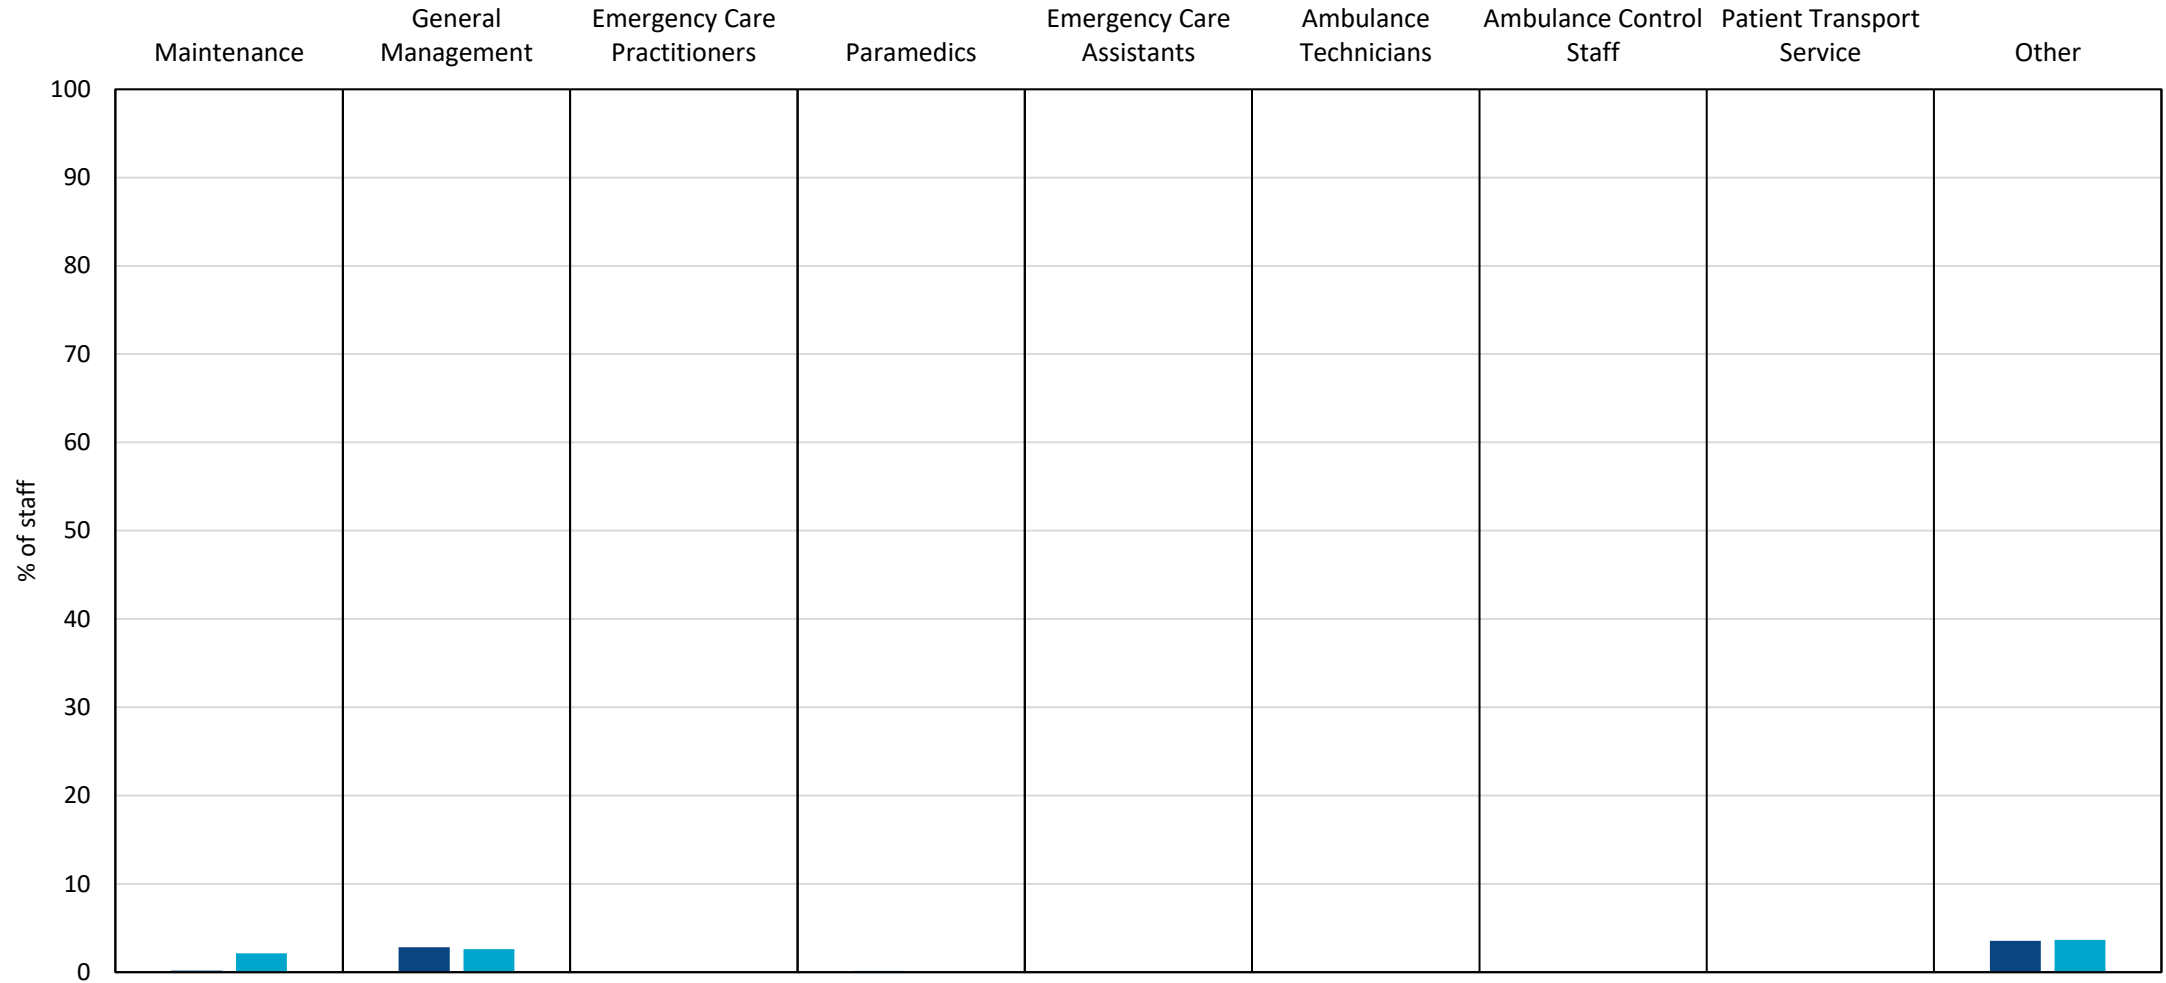 Maintenance
General
Management
Emergency Care
Practitioners
Paramedics
Emergency Care
Assistants
Ambulance
Technicians
Ambulance Control
Staff
Patient Transport
Service
Other
100
90
80
70
60
50
40
30
20
10
0
% of staff